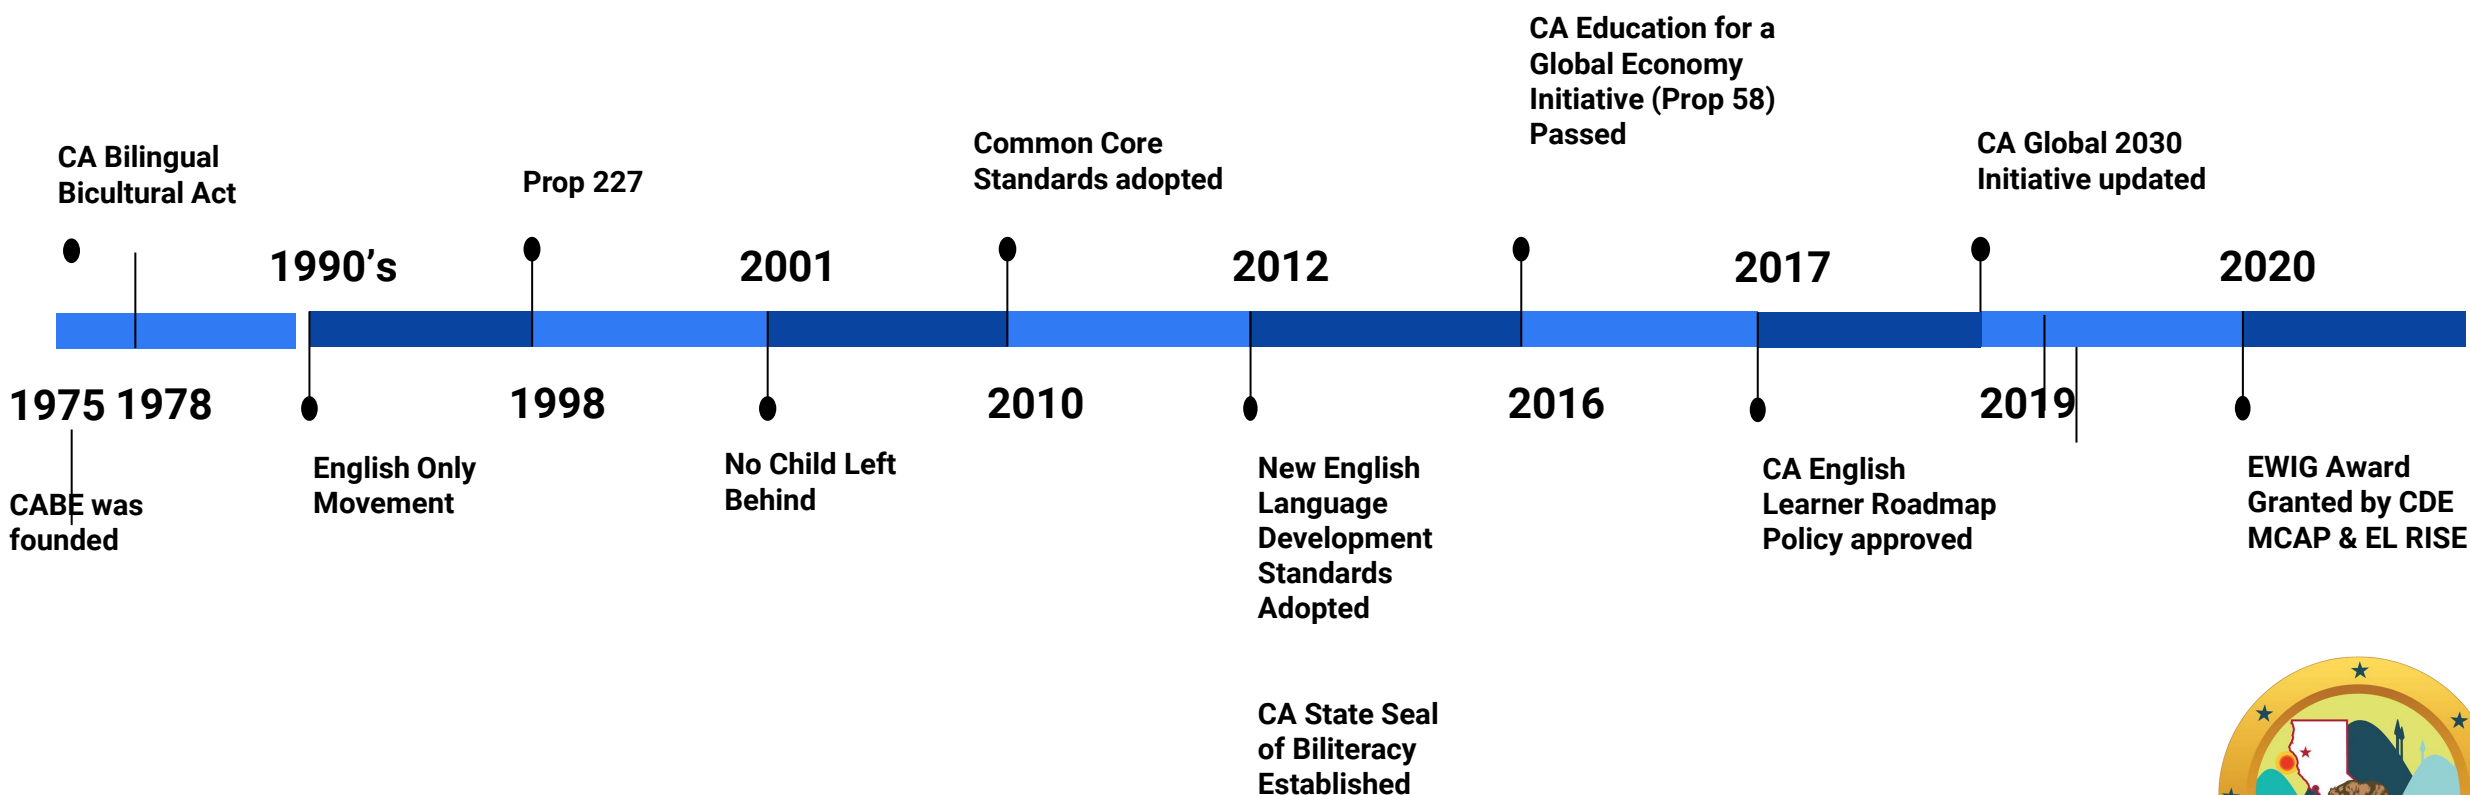 CA Education for a
Global Economy
Initiative (Prop 58)
Passed
CA Bilingual
Bicultural Act
Prop 227
Common Core
Standards adopted
CA Global 2030
Initiative updated
1990’s
2001
2012
2017
2020
1975 1978
1998
2010
2016
2019
CABE was
founded
English Only
Movement
No Child Left
Behind
New English
Language
Development
Standards
Adopted
CA English
Learner Roadmap
Policy approved
EWIG Award
Granted by CDE
MCAP & EL RISE
CA State Seal
of Biliteracy
Established